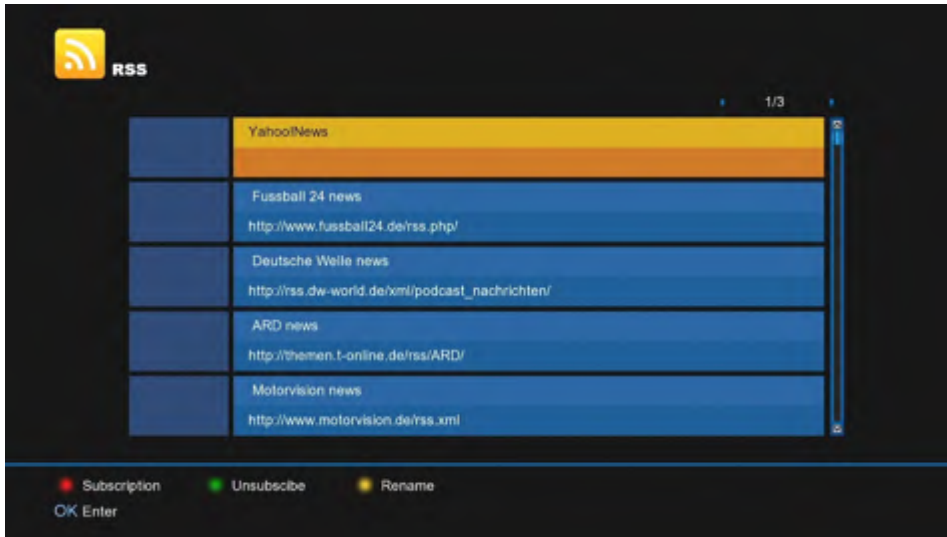 RSS
1/3
Yahoo!News
Fussball 24 news
http://www.fussball24.de/rss.php/
Deutsche Welle news
http://rss.dw-world.de/xml/podcast_nachrichten/
ARD news
http://themen.t-online.de/rss/ARD/
Motorvision news
http://www.motorvision.de/rss.xml
Subscription Unsubscibe Rename
OK Enter